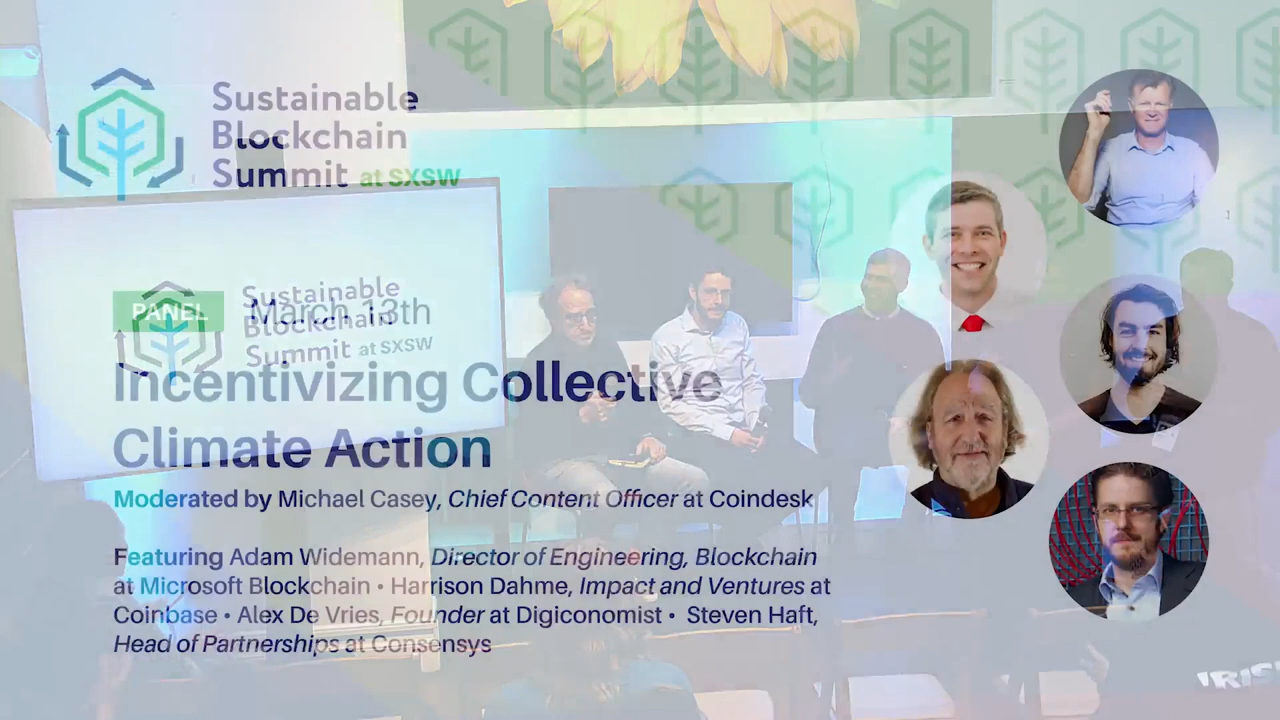 Sustainable
Blockchain
Summit at SXSW
PANEL March 13th
Sustainable
Blockchain
Summit at SXSW
Incentivizing Collective
Climate Action
Moderated by Michael Casey, Chief Content Officer at Coindesk
Featuring Adam Widemann, Director of Engineering, Blockchain
at Microsoft Blockchain • Harrison Dahme, Impact and Ventures at
Coinbase • Alex De Vries, Founder at Digiconomist • Steven Haft,
Head of Partnerships at Consensys